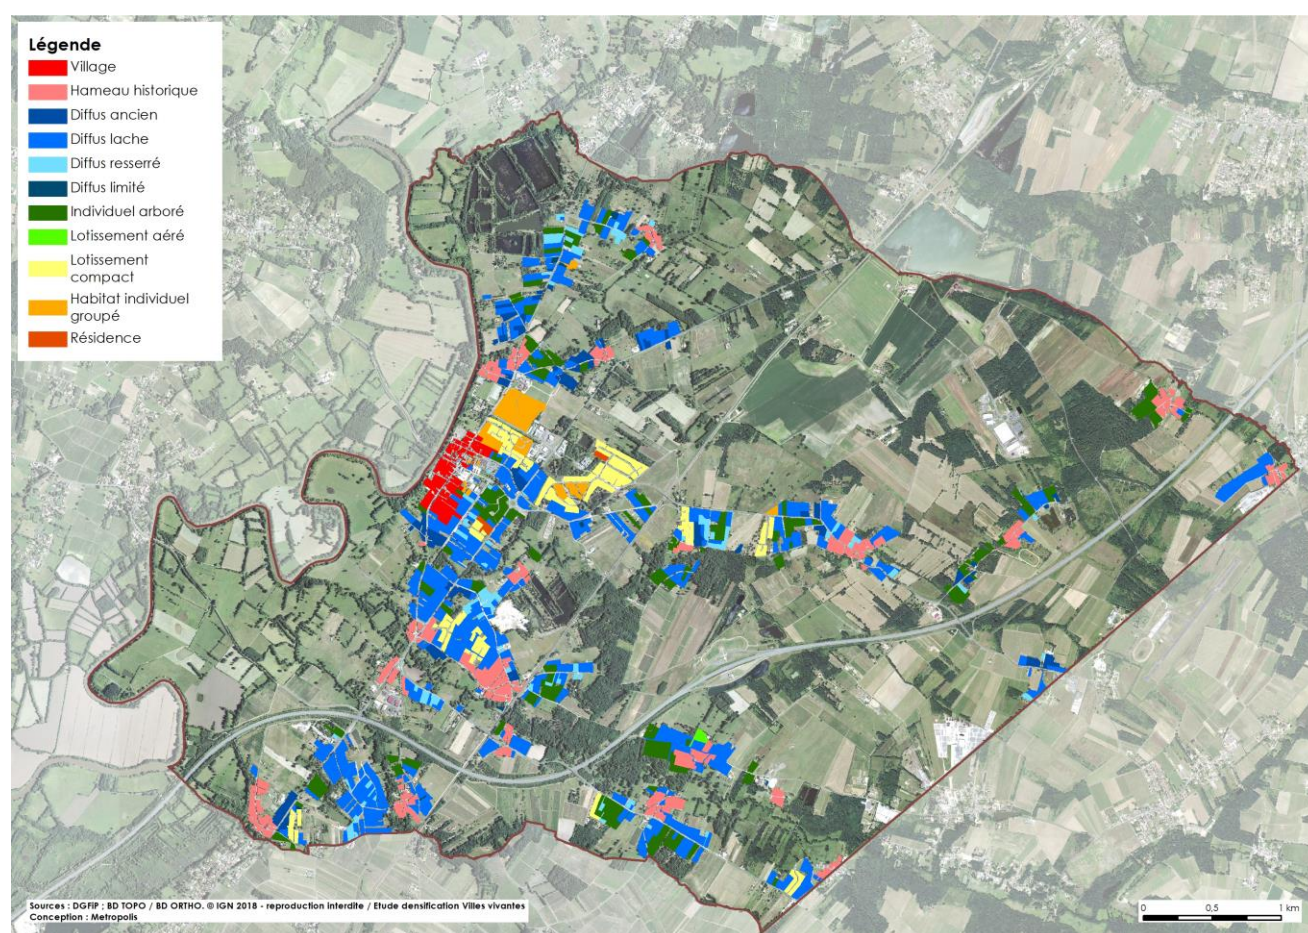 Légende
Village
Hameau historique
Diffus ancien
Diffus lache
Diffus resserré
Diffus limité
Individuel arboré
Lotissement aéré
Lotissement
compact
Habitat individuel
groupé
Résidence
Sources : DGFiP ; BD TOPO / BD ORTHO. © IGN 2018 - reproduction interdite / Etude densification Villes vivantes
Conception : Metropolis
0 0,5 1 km